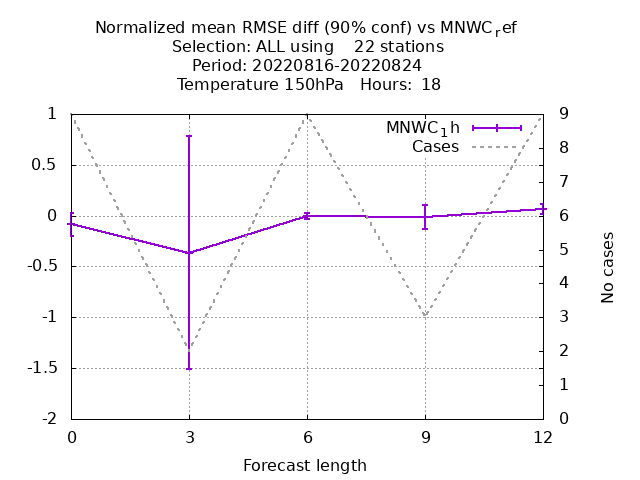 Normalized mean RMSE diff (90% conf) vs MNWC_ref
Selection: ALL using    22 stations
Period: 20220816-20220824
Temperature 150hPa   Hours:  18
MNWC_1h
Cases
1
0.5
0
-0.5
-1
-1.5
-2
9
8
7
6
5
4
3
2
1
0
No cases
0 3 6 9 12
Forecast length